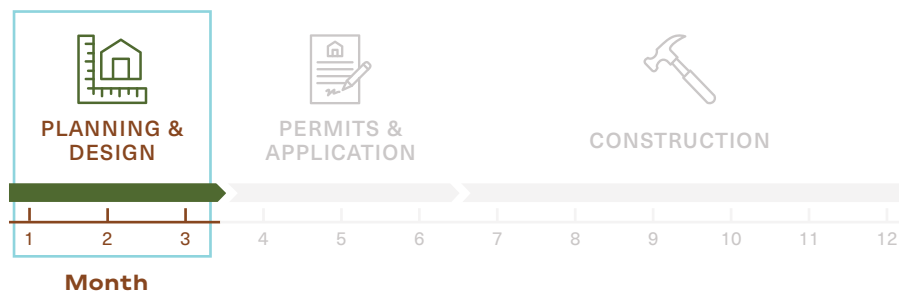 PLANNING &
DESIGN
PERMITS &
APPLICATION
CONSTRUCTION
1 2 3 4 5 6 7 8 9 10 11 12
Month